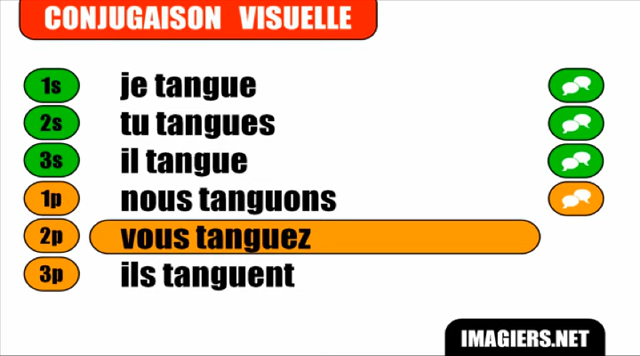 CONJUGAISON VISUELLE
1s je tangue
2s tu tangues
3s il tangue
1p nous tanguons
2p vous tanguez
3p ils tanguent
IMAGIERS.NET